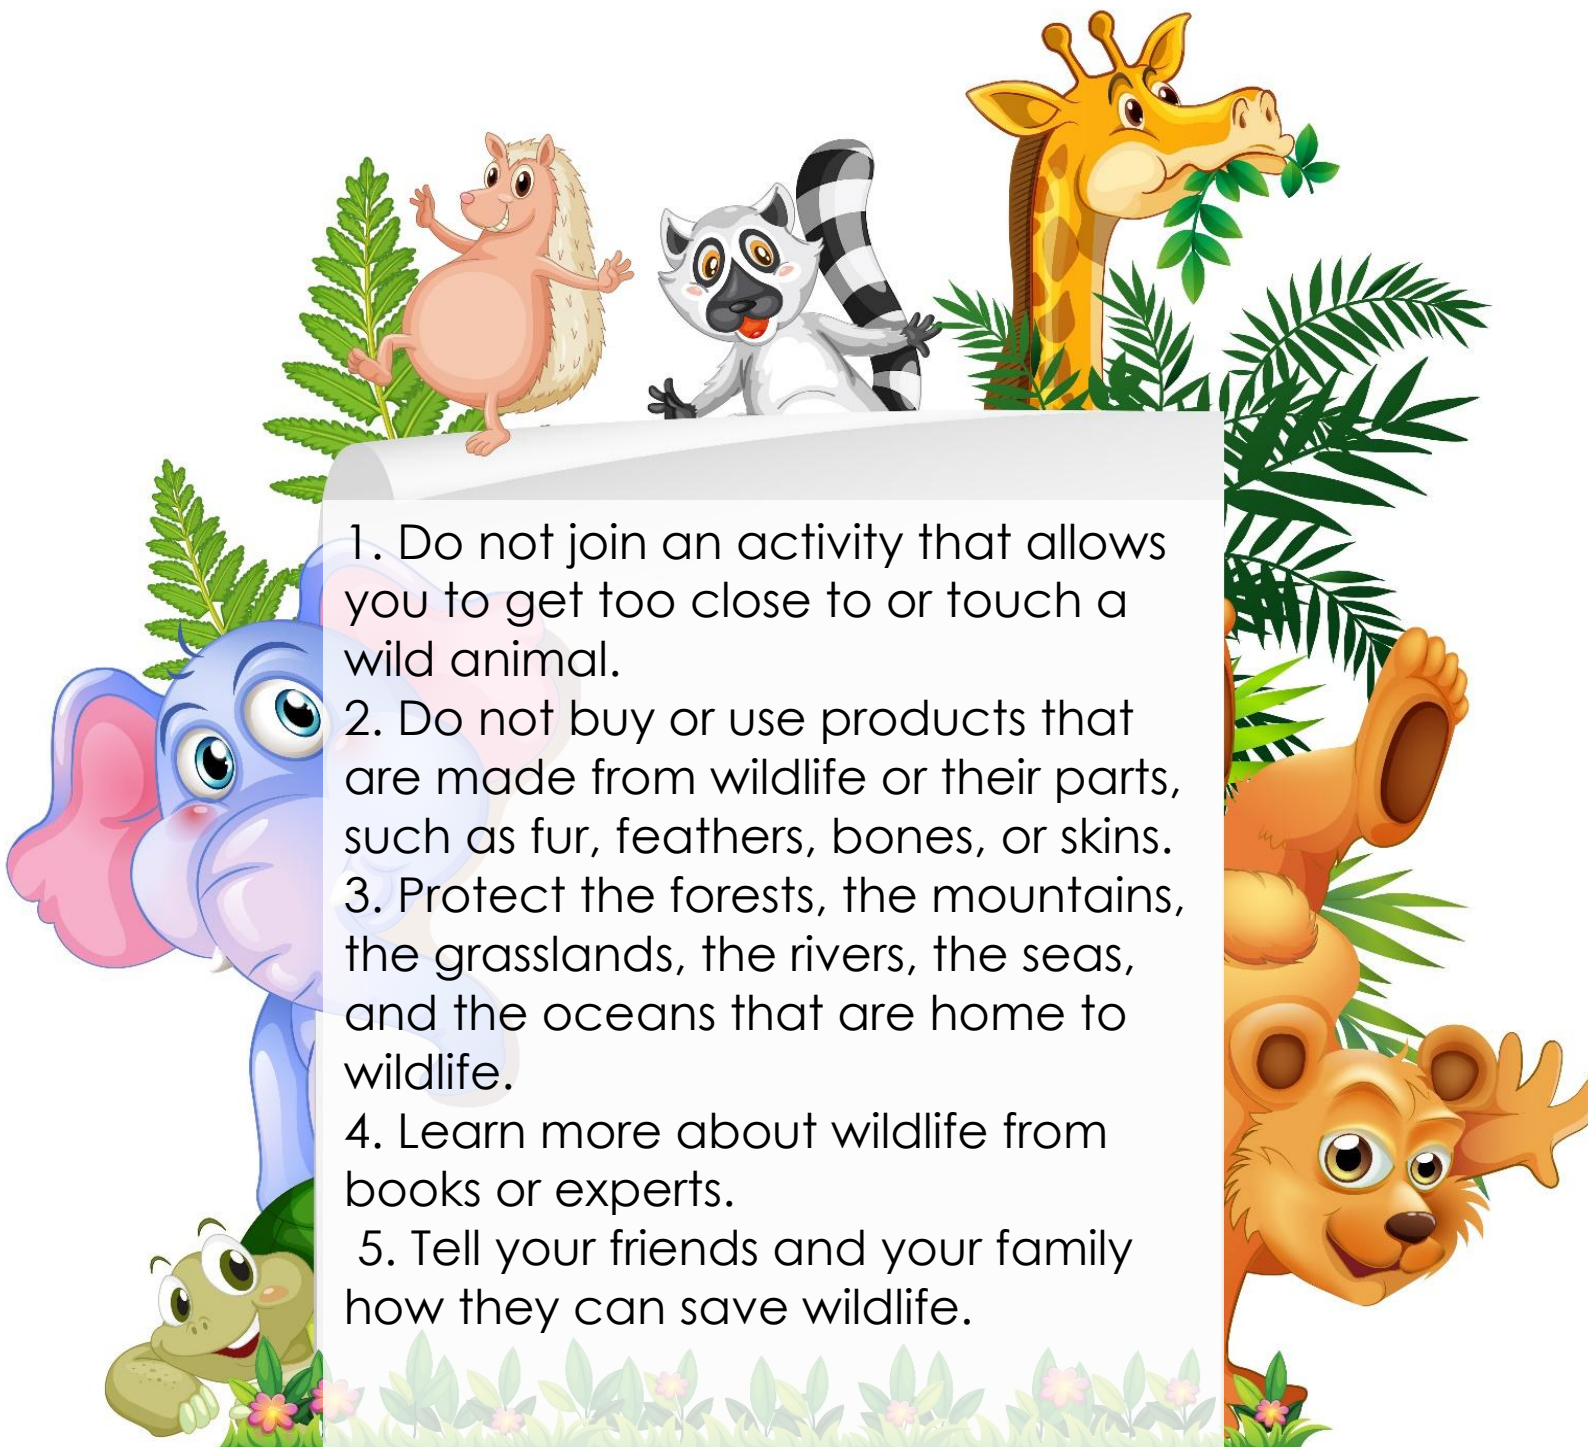 1. Do not join an activity that allows
you to get too close to or touch a
wild animal.
2. Do not buy or use products that
are made from wildlife or their parts,
such as fur, feathers, bones, or skins.
3. Protect the forests, the mountains,
the grasslands, the rivers, the seas,
and the oceans that are home to
wildlife.
4. Learn more about wildlife from
books or experts.
5. Tell your friends and your family
how they can save wildlife.